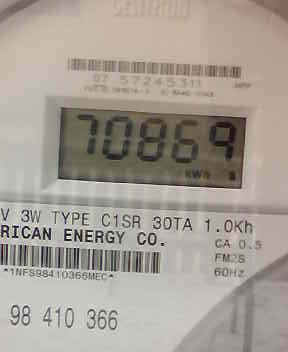 CENTRON
97 57245311
70869
kWh
V 3W TYPE C1SR 30TA 1.0Kh
RICAN ENERGY CO.
CA 0.5
FM2S
60HZ
*1NFS98410366MEC*
98 410 366